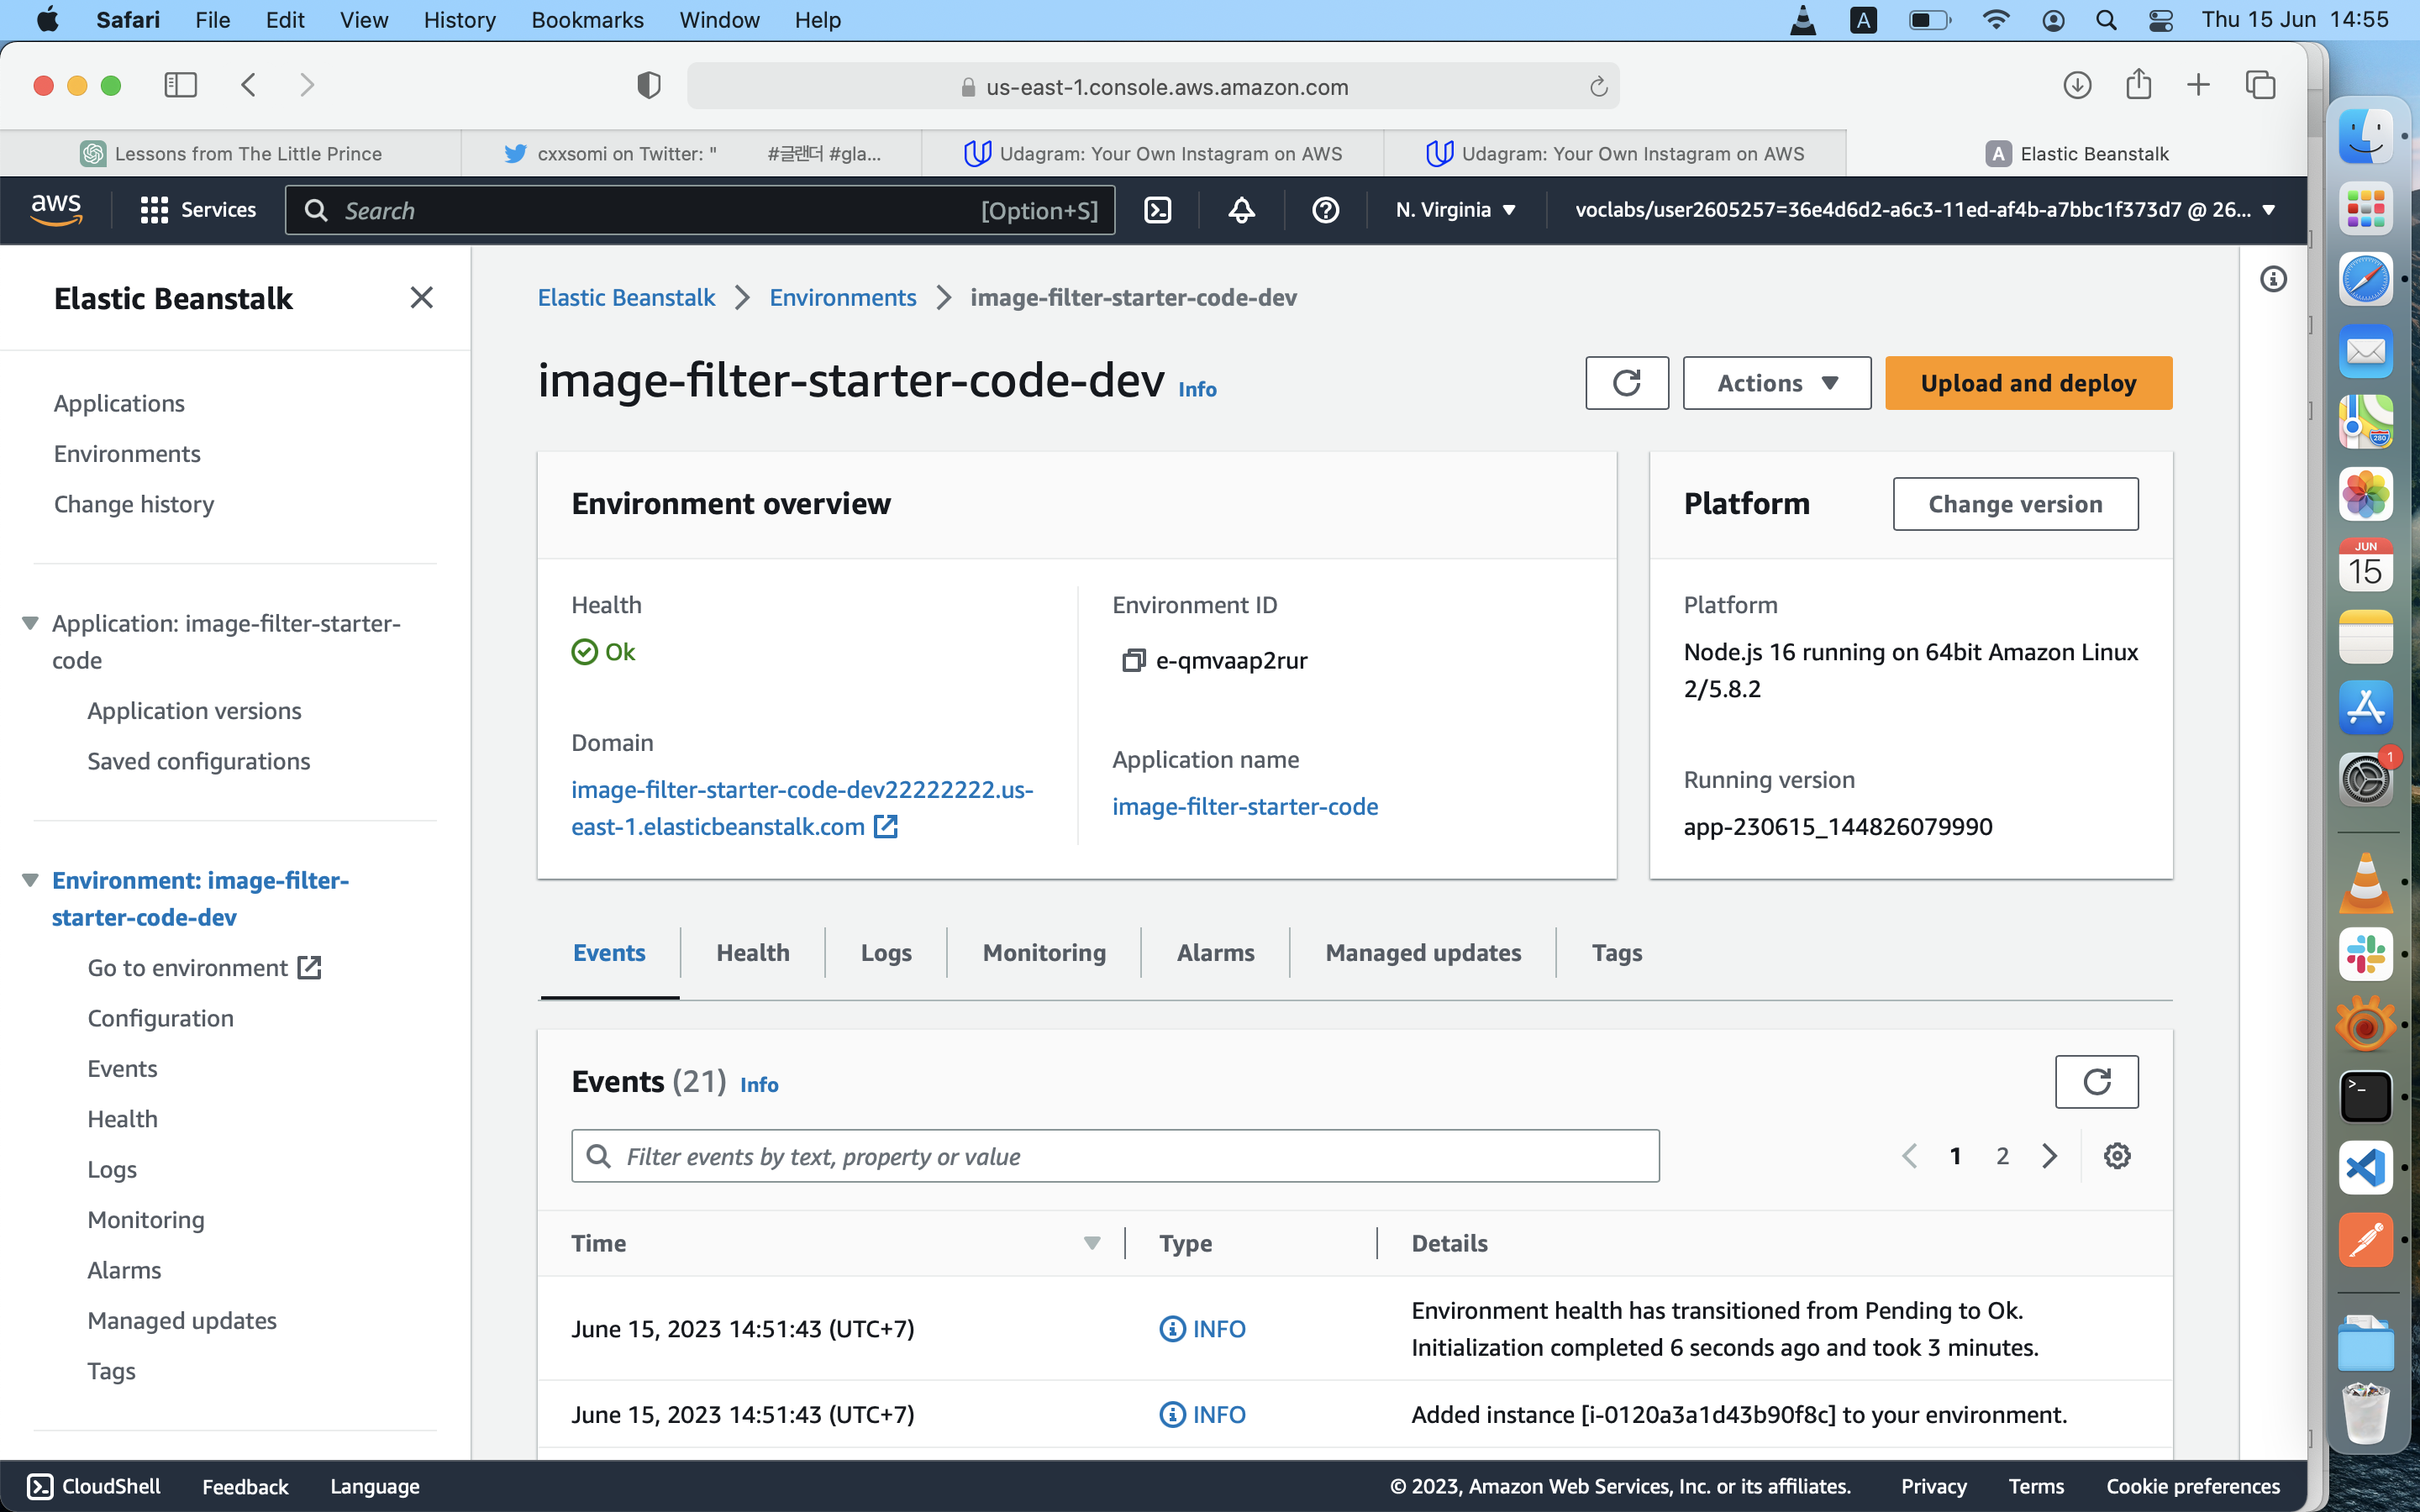 Safari File Edit View History Bookmarks Window Help A Thu 15 Jun 14:55
us-east-1.console.aws.amazon.com
Lessons from The Little Prince
cxxsomi on Twitter: " #글랜더 #gla...
Udagram: Your Own Instagram on AWS
Udagram: Your Own Instagram on AWS
A Elastic Beanstalk
aws Services Search [Option+S] N. Virginia voclabs/user2605257=36e4d6d2-a6c3-11ed-af4b-a7bbc1f373d7 @ 26...
Elastic Beanstalk
Applications
Environments
Change history
Application: image-filter-starter-
code
Application versions
Saved configurations
Environment: image-filter-
starter-code-dev
Go to environment
Configuration
Events
Health
Logs
Monitoring
Alarms
Managed updates
Tags
Elastic Beanstalk Environments image-filter-starter-code-dev
image-filter-starter-code-dev Info
Actions
Upload and deploy
Environment overview
Health
Ok
Domain
image-filter-starter-code-dev22222222.us-
east-1.elasticbeanstalk.com
Environment ID
e-qmvaap2rur
Application name
image-filter-starter-code
Platform
Change version
Platform
Node.js 16 running on 64bit Amazon Linux
2/5.8.2
Running version
app-230615_144826079990
Events Health Logs Monitoring Alarms Managed updates Tags
Events (21) Info
Filter events by text, property or value
1 2
Time Type Details
June 15, 2023 14:51:43 (UTC+7) INFO Environment health has transitioned from Pending to Ok.
Initialization completed 6 seconds ago and took 3 minutes.
June 15, 2023 14:51:43 (UTC+7) INFO Added instance [i-0120a3a1d43b90f8c] to your environment.
CloudShell Feedback Language © 2023, Amazon Web Services, Inc. or its affiliates. Privacy Terms Cookie preferences
280
JUN
15
1
>_